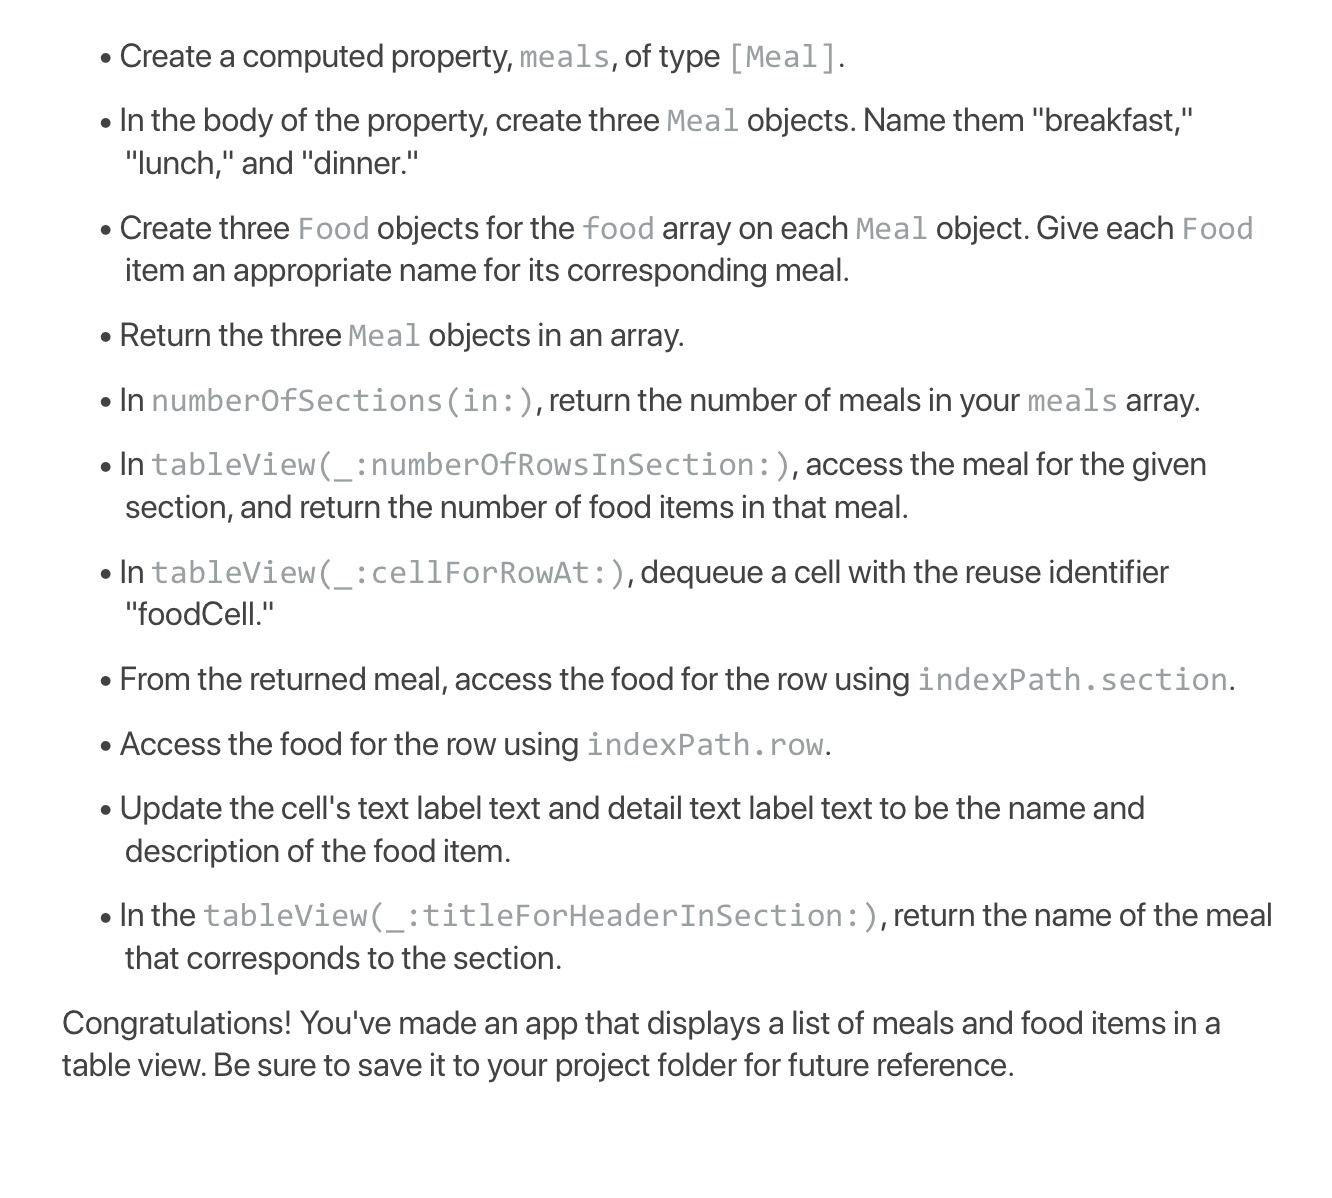 • Create a computed property, meals, of type [Meal].
• In the body of the property, create three Meal objects. Name them "breakfast,"
"lunch," and "dinner."
• Create three Food objects for the food array on each Meal object. Give each Food
item an appropriate name for its corresponding meal.
• Return the three Meal objects in an array.
• In numberOfSections(in:), return the number of meals in your meals array.
• In tableView(_:numberOfRowsInSection:), access the meal for the given
section, and return the number of food items in that meal.
• In tableView(_:cellForRowAt:), dequeue a cell with the reuse identifier
"foodCell."
• From the returned meal, access the food for the row using indexPath.section.
• Access the food for the row using indexPath.row.
• Update the cell's text label text and detail text label text to be the name and
description of the food item.
• In the tableView(_:titleForHeaderInSection:), return the name of the meal
that corresponds to the section.
Congratulations! You've made an app that displays a list of meals and food items in a
table view. Be sure to save it to your project folder for future reference.